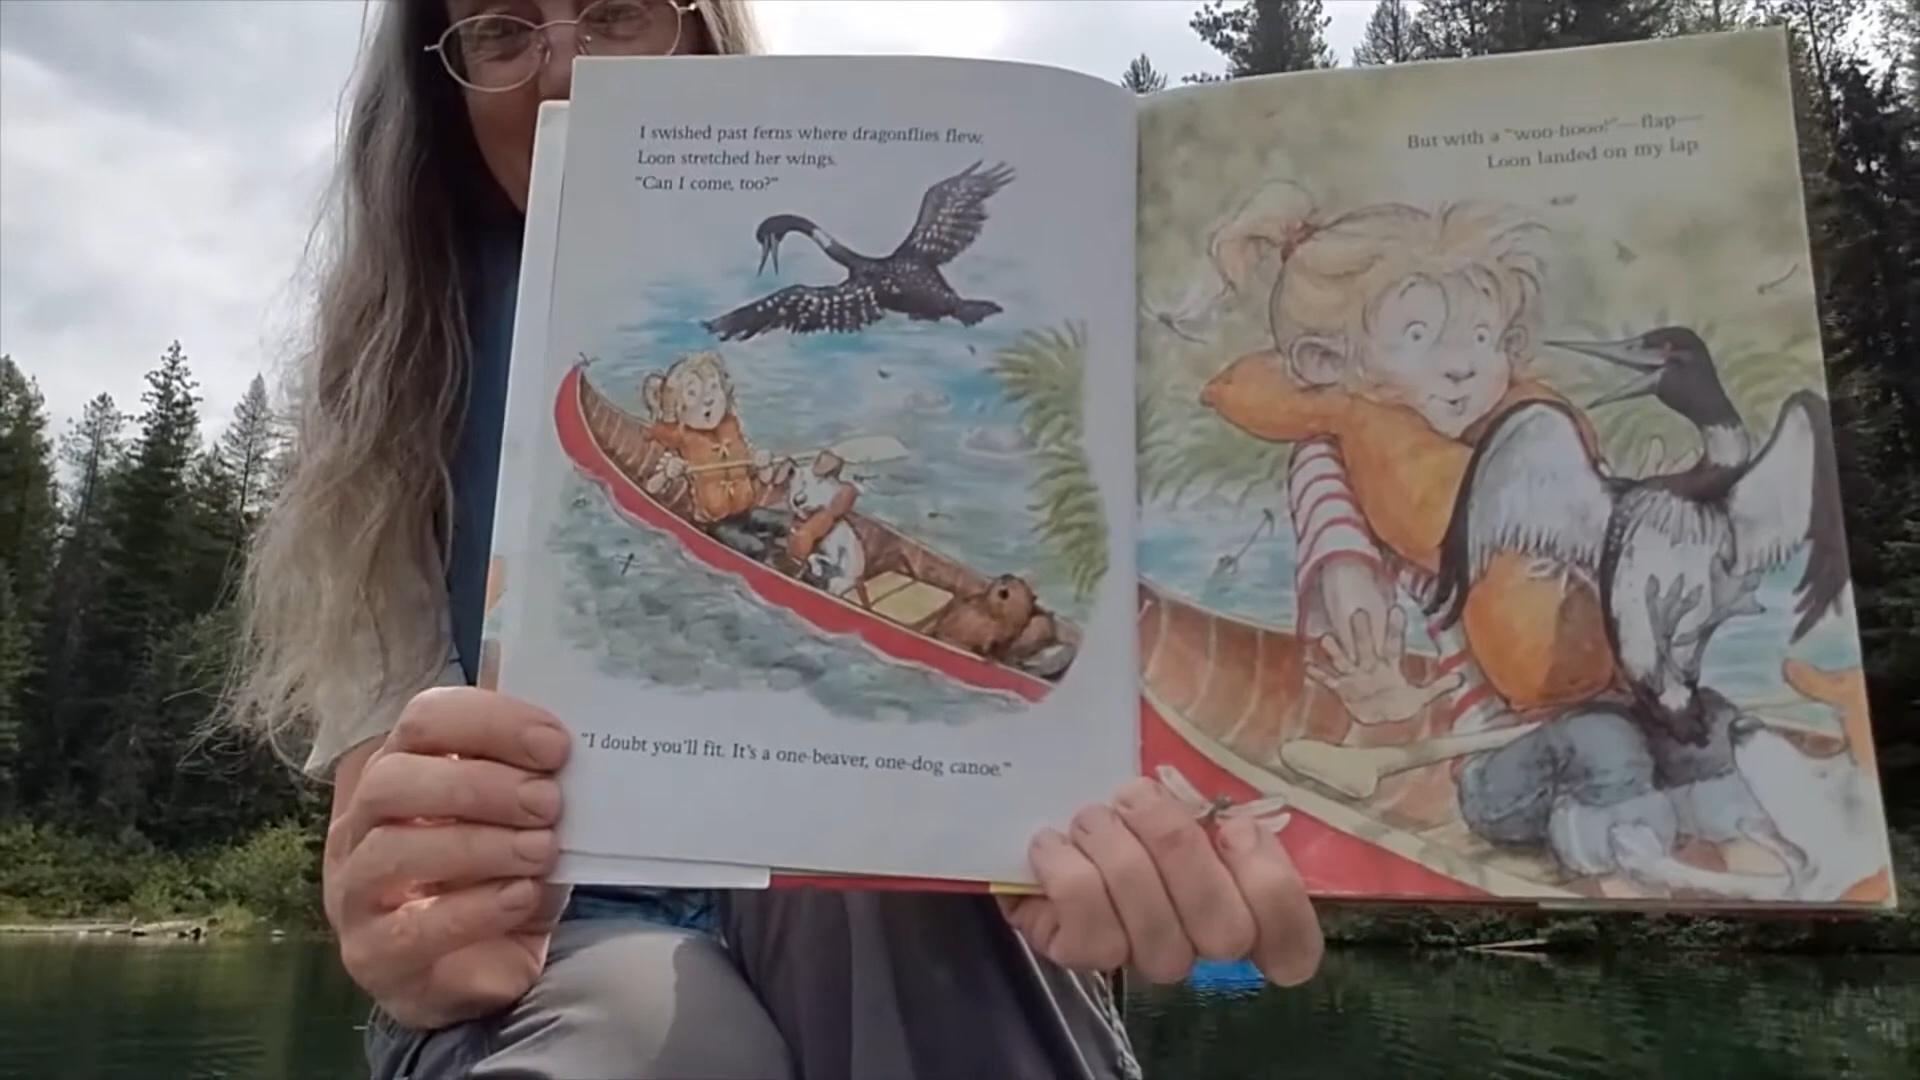 I swished past ferns where dragonflies flew.
Loon stretched her wings.
"Can I come, too?"
"I doubt you'll fit. It's a one-beaver, one-dog canoe."
But with a "woo-hooo!"—flap—
Loon landed on my lap.